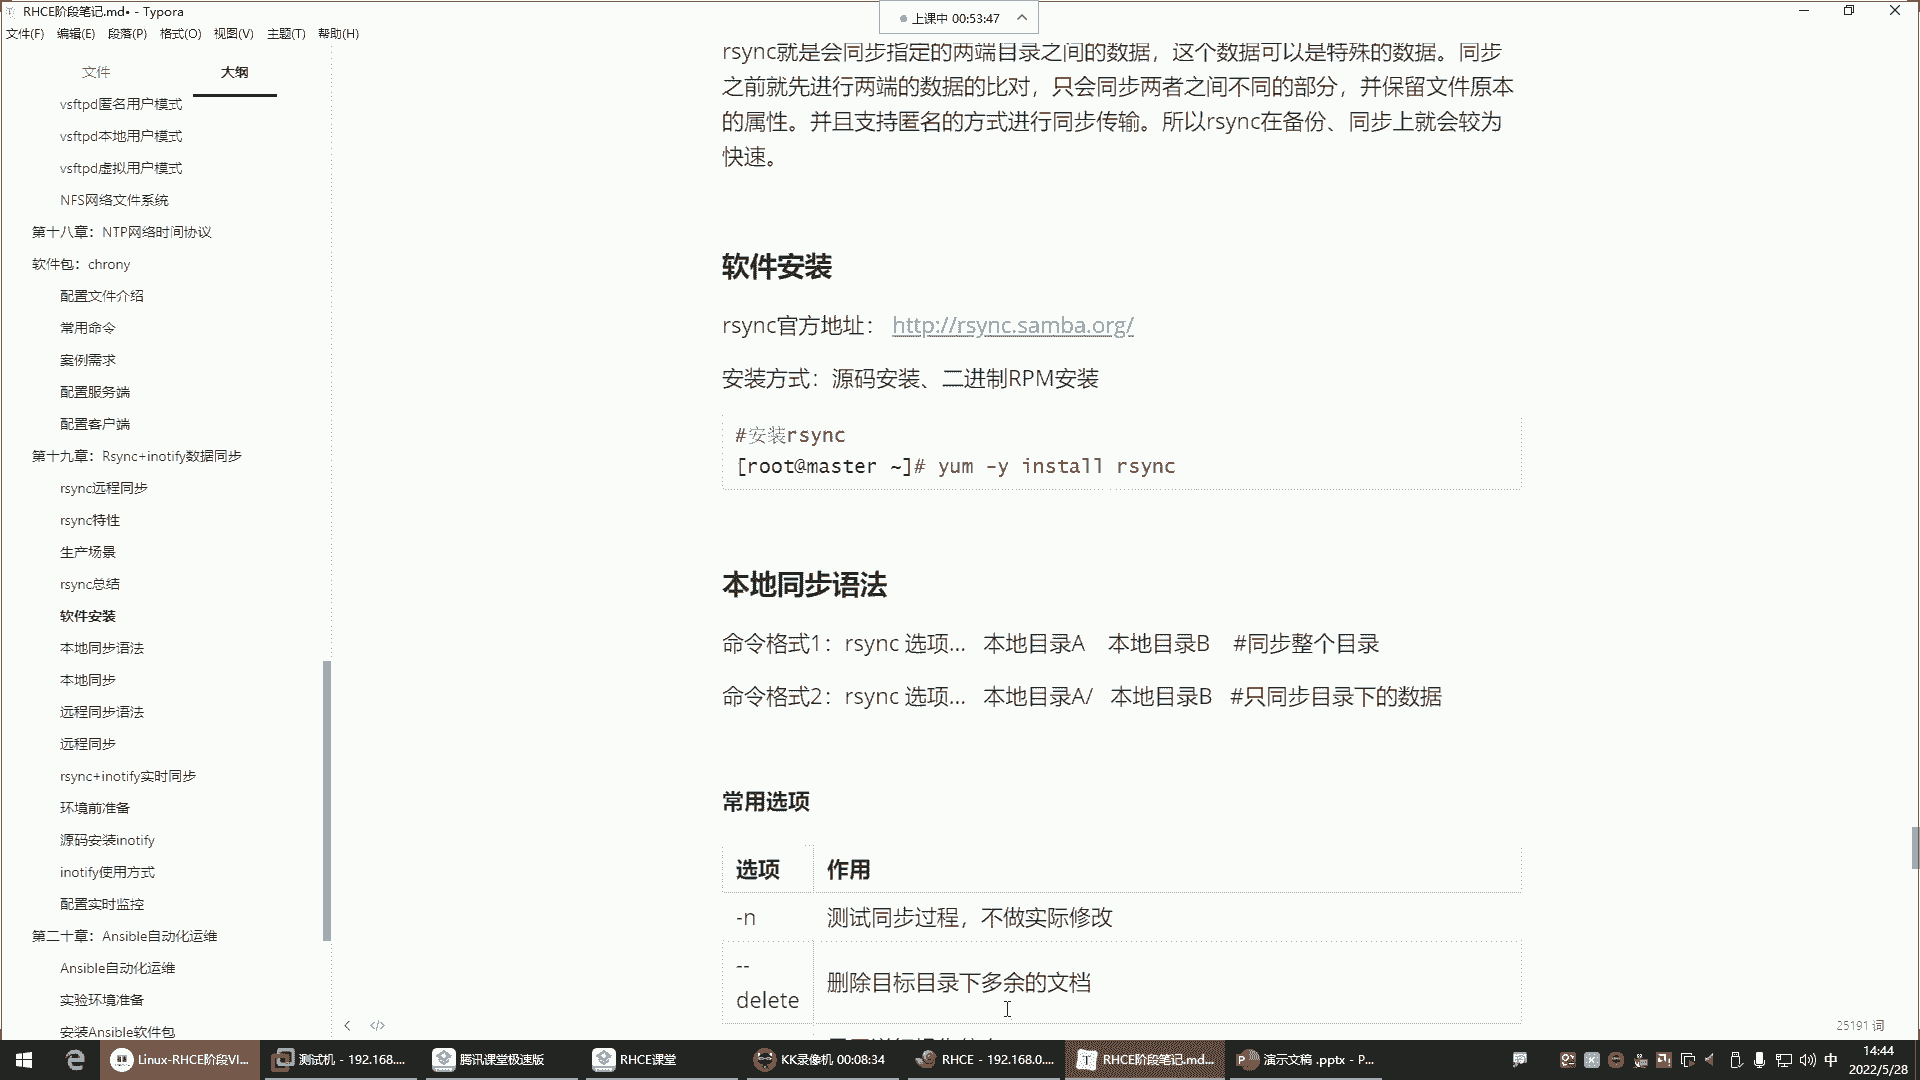 RHCE阶段笔记.md• - Typora
上课中 00:53:47
文件(F) 编辑(E) 段落(P) 格式(O) 视图(V) 主题(T) 帮助(H)
文件 大纲
vsftpd匿名用户模式
vsftpd本地用户模式
vsftpd虚拟用户模式
NFS网络文件系统
第十八章：NTP网络时间协议
软件包：chrony
配置文件介绍
常用命令
案例需求
配置服务端
配置客户端
第十九章：Rsync+inotify数据同步
rsync远程同步
rsync特性
生产场景
rsync总结
软件安装
本地同步语法
本地同步
远程同步语法
远程同步
rsync+inotify实时同步
环境前准备
源码安装inotify
inotify使用方式
配置实时监控
第二十章：Ansible自动化运维
Ansible自动化运维
实验环境准备
安装Ansible软件包
rsync就是会同步指定的两端目录之间的数据，这个数据可以是特殊的数据。同步
之前就先进行两端的数据的比对，只会同步两者之间不同的部分，并保留文件原本
的属性。并且支持匿名的方式进行同步传输。所以rsync在备份、同步上就会较为
快速。
软件安装
rsync官方地址： http://rsync.samba.org/
安装方式：源码安装、二进制RPM安装
#安装rsync
[root@master ~]# yum -y install rsync
本地同步语法
命令格式1：rsync 选项... 本地目录A 本地目录B #同步整个目录
命令格式2：rsync 选项... 本地目录A/ 本地目录B #只同步目录下的数据
常用选项
选项 作用
-n 测试同步过程，不做实际修改
--
delete 删除目标目录下多余的文档
25191 词
Linux-RHCE阶段VI...
测试机 - 192.168....
腾讯课堂极速版
RHCE课堂
KK录像机 00:08:34
RHCE - 192.168.0....
RHCE阶段笔记.md...
演示文稿 .pptx - P...
中
14:44
2022/5/28